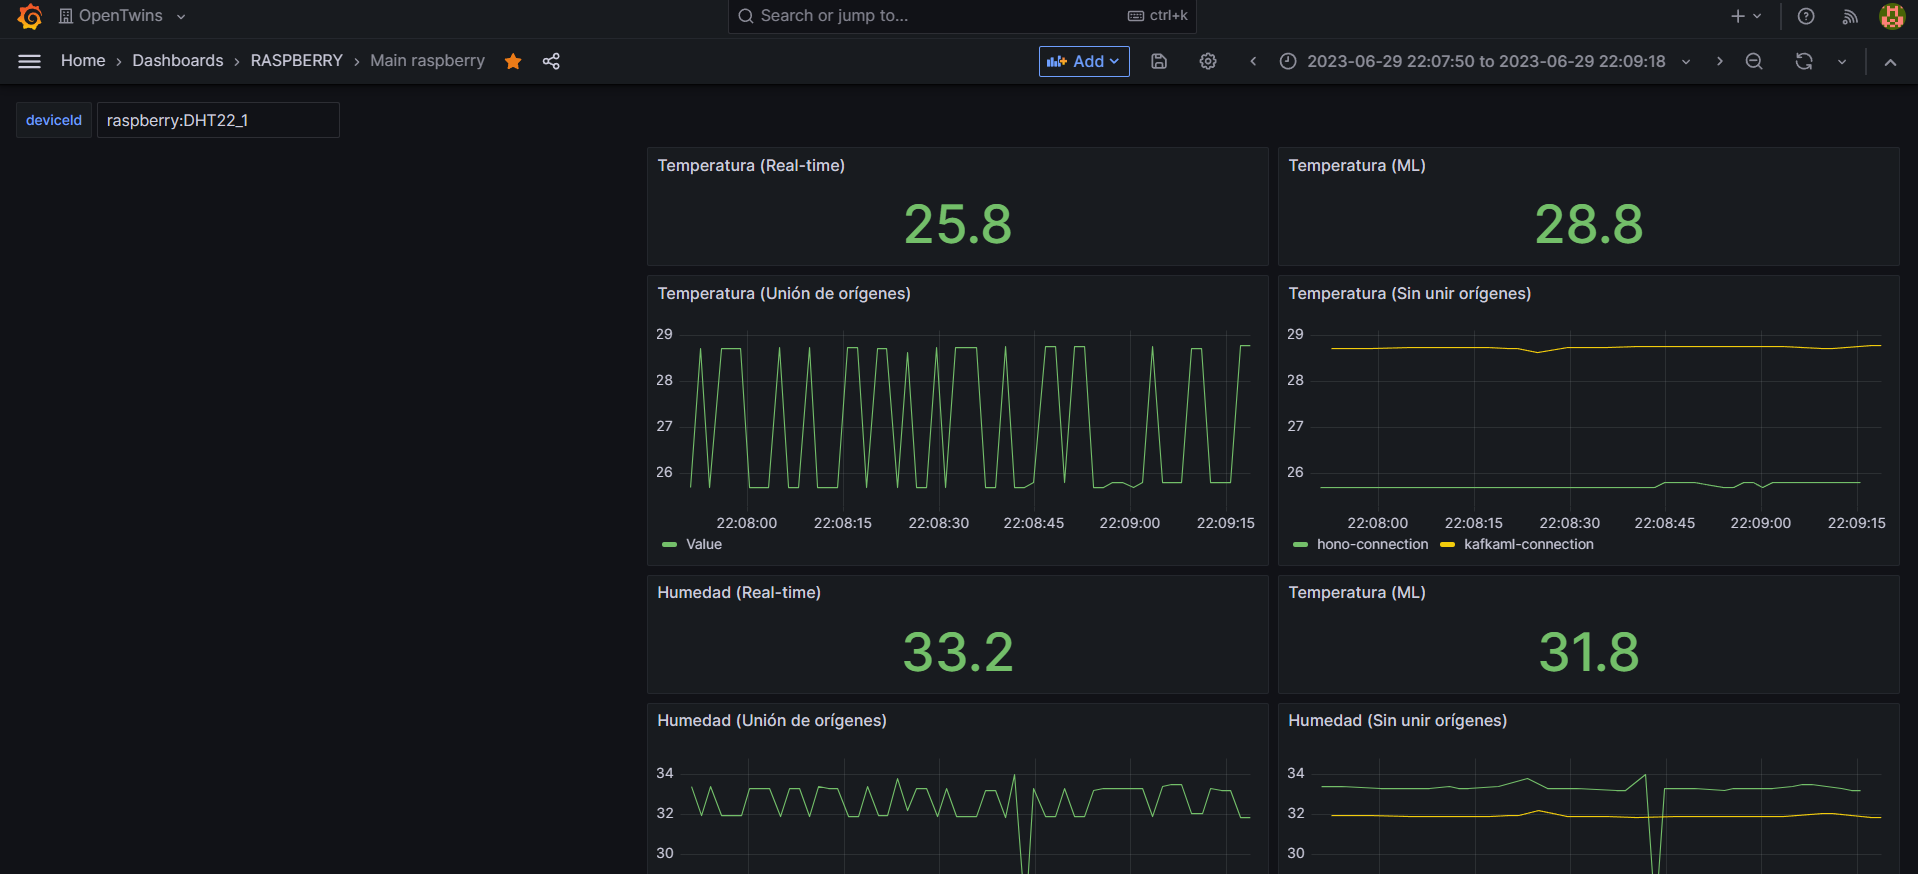 OpenTwins
Search or jump to...
ctrl+k
Home › Dashboards › RASPBERRY › Main raspberry
Add
2023-06-29 22:07:50 to 2023-06-29 22:09:18
deviceId raspberry:DHT22_1
Temperatura (Real-time)
25.8
Temperatura (ML)
28.8
Temperatura (Unión de orígenes)
29
28
27
26
22:08:00 22:08:15 22:08:30 22:08:45 22:09:00 22:09:15
Value
Temperatura (Sin unir orígenes)
29
28
27
26
22:08:00 22:08:15 22:08:30 22:08:45 22:09:00 22:09:15
hono-connection kafkaml-connection
Humedad (Real-time)
33.2
Temperatura (ML)
31.8
Humedad (Unión de orígenes)
34
32
30
Humedad (Sin unir orígenes)
34
32
30